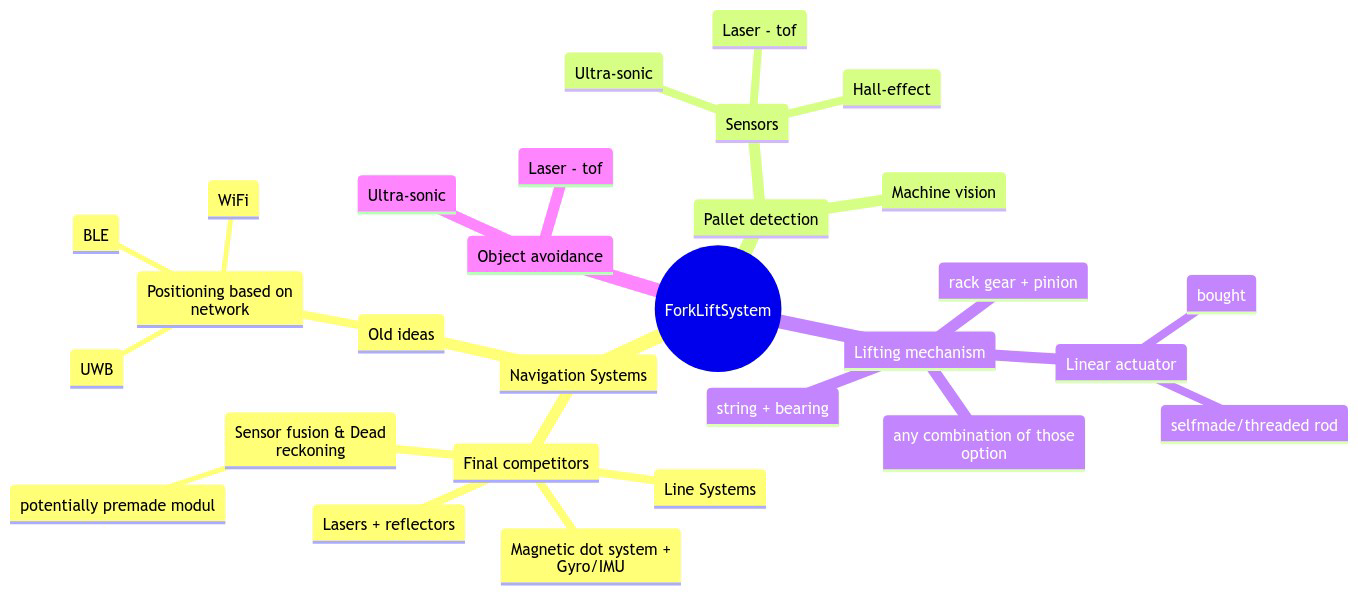 Laser - tof
Ultra-sonic
Hall-effect
Sensors
Machine vision
Pallet detection
Laser - tof
Ultra-sonic
Object avoidance
ForkLiftSystem
WiFi
BLE
Positioning based on
network
UWB
Old ideas
Navigation Systems
Sensor fusion & Dead
reckoning
potentially premade modul
Final competitors
Line Systems
Lasers + reflectors
Magnetic dot system +
Gyro/IMU
rack gear + pinion
Lifting mechanism
string + bearing
any combination of those
option
Linear actuator
bought
selfmade/threaded rod